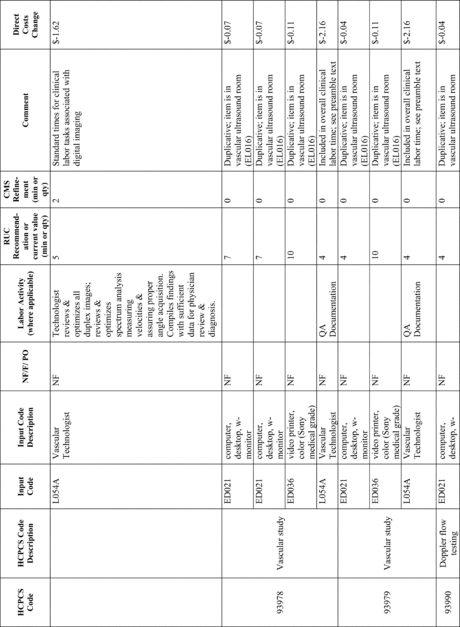 HCPCS
Code
HCPCS Code
Description
Input
Code
Input Code
Description
NF/F/ PO
Labor Activity
(where applicable)
RUC
Recommend-
ation or
current value
(min or qty)
CMS
Refine-
ment
(min or
qty)
Comment
Direct
Costs
Change
L054A
Vascular
Technologist
NF
Technologist
reviews &
optimizes all
duplex images;
reviews &
optimizes
spectrum analysis
measuring
velocities &
assuring proper
angle acquisition.
Compiles findings
with sufficient
data for physician
review &
diagnosis.
5
2
Standard times for clinical
labor tasks associated with
digital imaging
$-1.62
93978
Vascular study
ED021
computer,
desktop, w-
monitor
NF
7
0
Duplicative; item is in
vascular ultrasound room
(EL016)
$-0.07
ED021
computer,
desktop, w-
monitor
NF
7
0
Duplicative; item is in
vascular ultrasound room
(EL016)
$-0.07
ED036
video printer,
color (Sony
medical grade)
NF
10
0
Duplicative; item is in
vascular ultrasound room
(EL016)
$-0.11
L054A
Vascular
Technologist
NF
QA
Documentation
4
0
Included in overall clinical
labor time; see preamble text
$-2.16
93979
Vascular study
ED021
computer,
desktop, w-
monitor
NF
4
0
Duplicative; item is in
vascular ultrasound room
(EL016)
$-0.04
ED036
video printer,
color (Sony
medical grade)
NF
10
0
Duplicative; item is in
vascular ultrasound room
(EL016)
$-0.11
L054A
Vascular
Technologist
NF
QA
Documentation
4
0
Included in overall clinical
labor time; see preamble text
$-2.16
93990
Doppler flow
testing
ED021
computer,
desktop, w-
NF
4
0
Duplicative; item is in
vascular ultrasound room
$-0.04